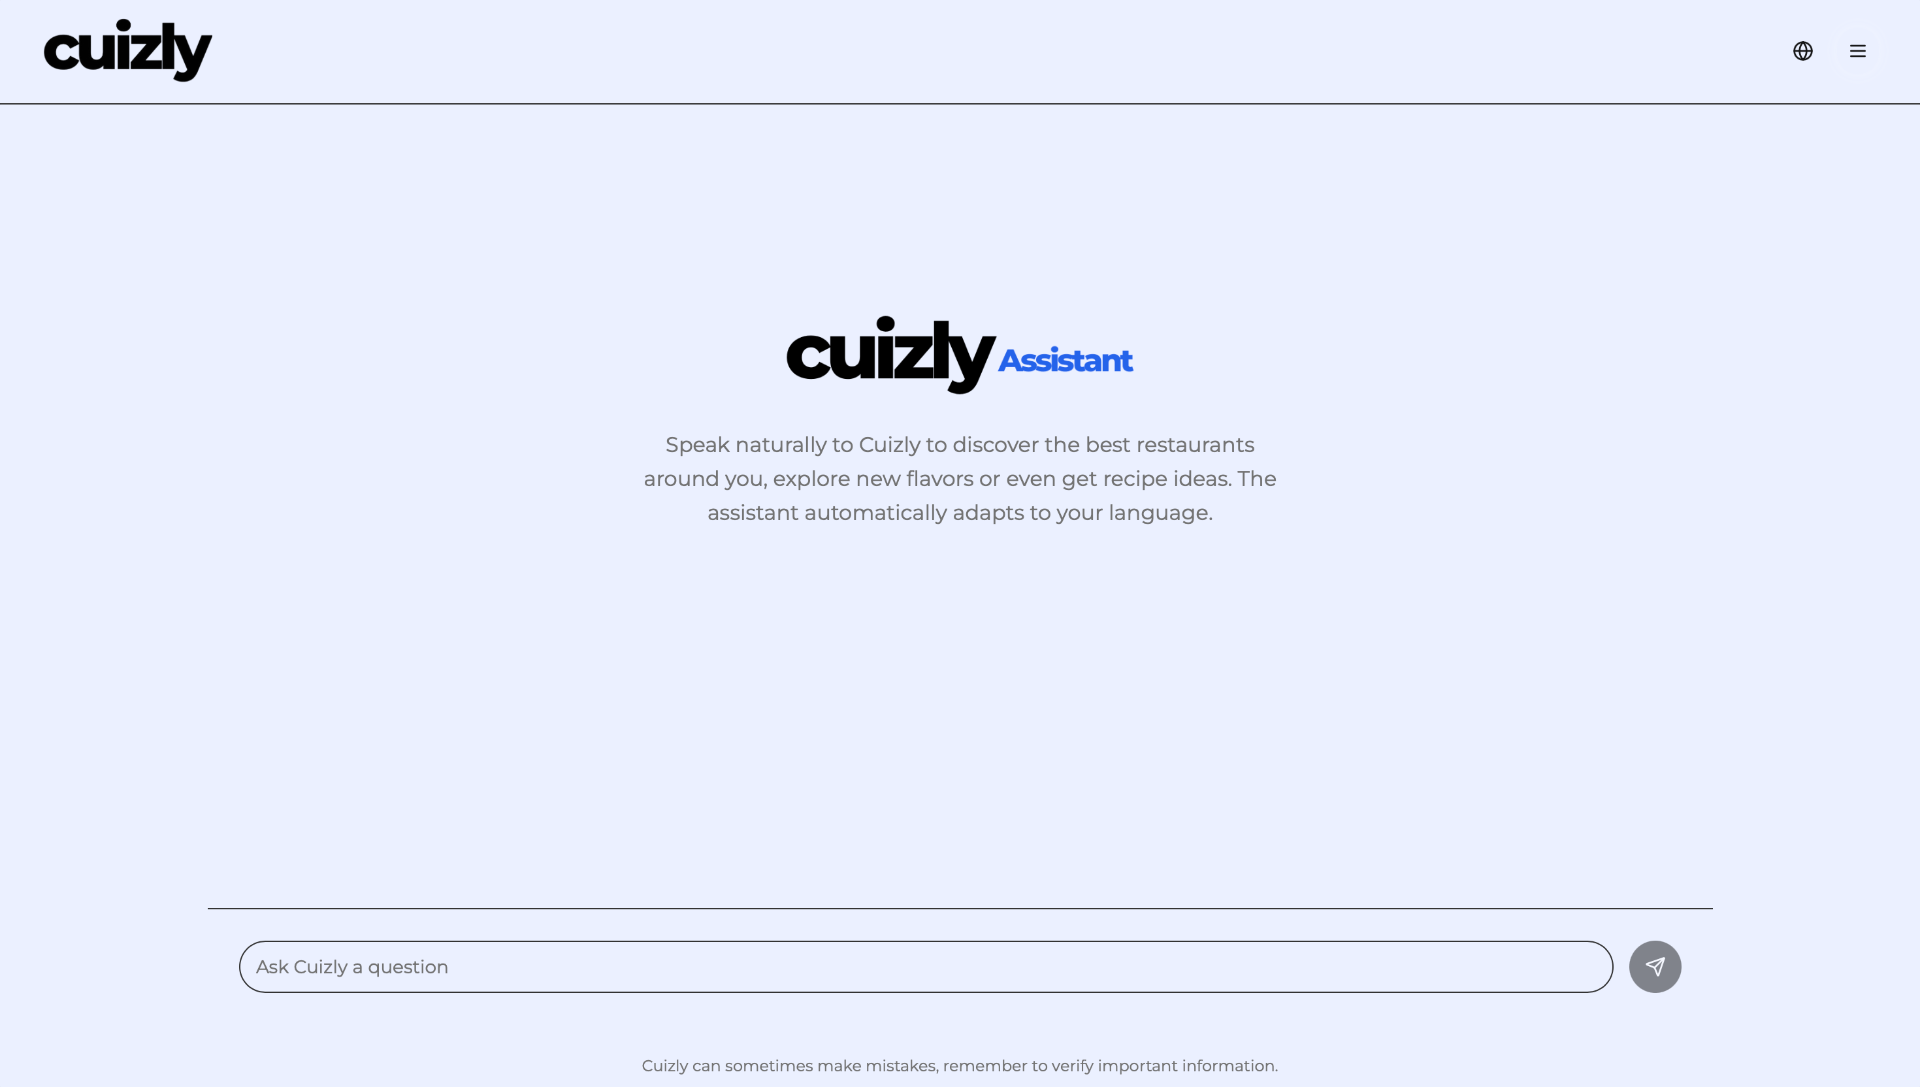 cuizly
cuizly Assistant
Speak naturally to Cuizly to discover the best restaurants
around you, explore new flavors or even get recipe ideas. The
assistant automatically adapts to your language.
Ask Cuizly a question
Cuizly can sometimes make mistakes, remember to verify important information.